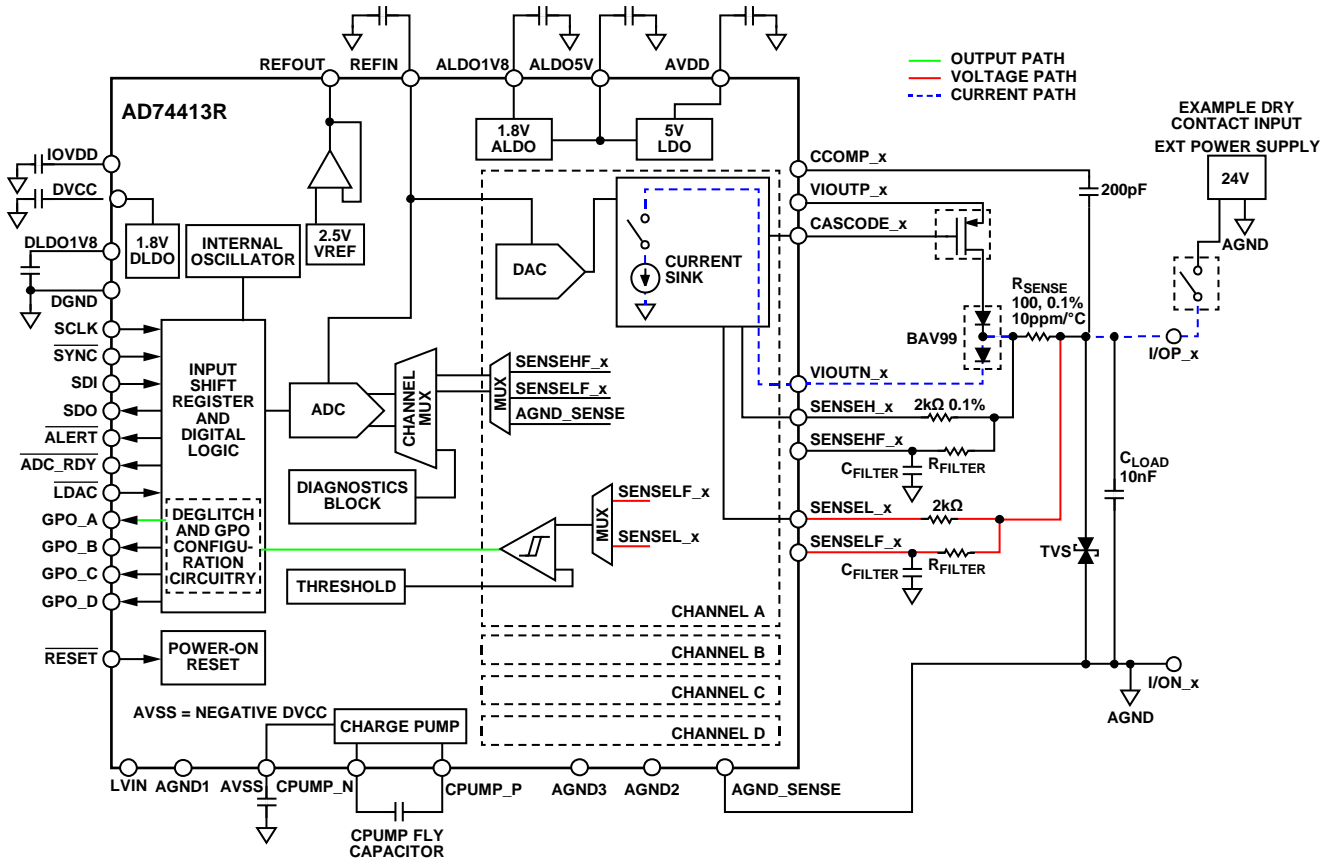 REFOUT
REFIN
ALDO1V8
ALDO5V
AVDD
OUTPUT PATH
VOLTAGE PATH
CURRENT PATH
EXAMPLE DRY
CONTACT INPUT
EXT POWER SUPPLY
24V
AGND
AD74413R
IOVDD
DVCC
DLDO1V8
DGND
SCLK
SYNC
SDI
SDO
ALERT
ADC_RDY
LDAC
GPO_A
GPO_B
GPO_C
GPO_D
RESET
1.8V
DLDO
INTERNAL
OSCILLATOR
2.5V
VREF
1.8V
ALDO
5V
LDO
INPUT
SHIFT
REGISTER
AND
DIGITAL
LOGIC
DEGLITCH
AND GPO
CONFIGU-
RATION
CIRCUITRY
POWER-ON
RESET
ADC
CHANNEL
MUX
DIAGNOSTICS
BLOCK
THRESHOLD
DAC
CURRENT
SINK
MUX
SENSEHF_x
SENSELF_x
AGND_SENSE
MUX
SENSELF_x
SENSEL_x
CHANNEL A
CHANNEL B
CHANNEL C
CHANNEL D
CCOMP_x
VIOUTP_x
CASCODE_x
VIOUTN_x
SENSEH_x
SENSEHF_x
SENSEL_x
SENSELF_x
200pF
RSENSE
100, 0.1%
10ppm/°C
BAV99
2kΩ 0.1%
CFILTER
RFILTER
2kΩ
CFILTER
RFILTER
I/OP_x
CLOAD
10nF
TVS
I/ON_x
AGND
AVSS = NEGATIVE DVCC
CHARGE PUMP
LVIN
AGND1
AVSS
CPUMP_N
CPUMP_P
AGND3
AGND2
AGND_SENSE
CPUMP FLY
CAPACITOR